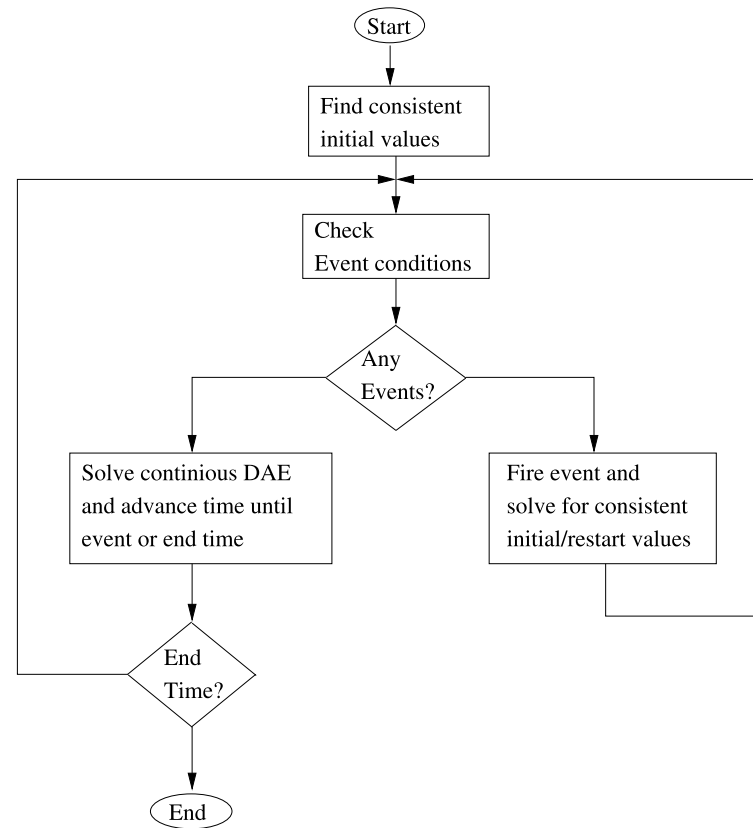 Start
Find consistent
initial values
Check
Event conditions
Any
Events?
Solve continious DAE
and advance time until
event or end time
Fire event and
solve for consistent
initial/restart values
End
Time?
End